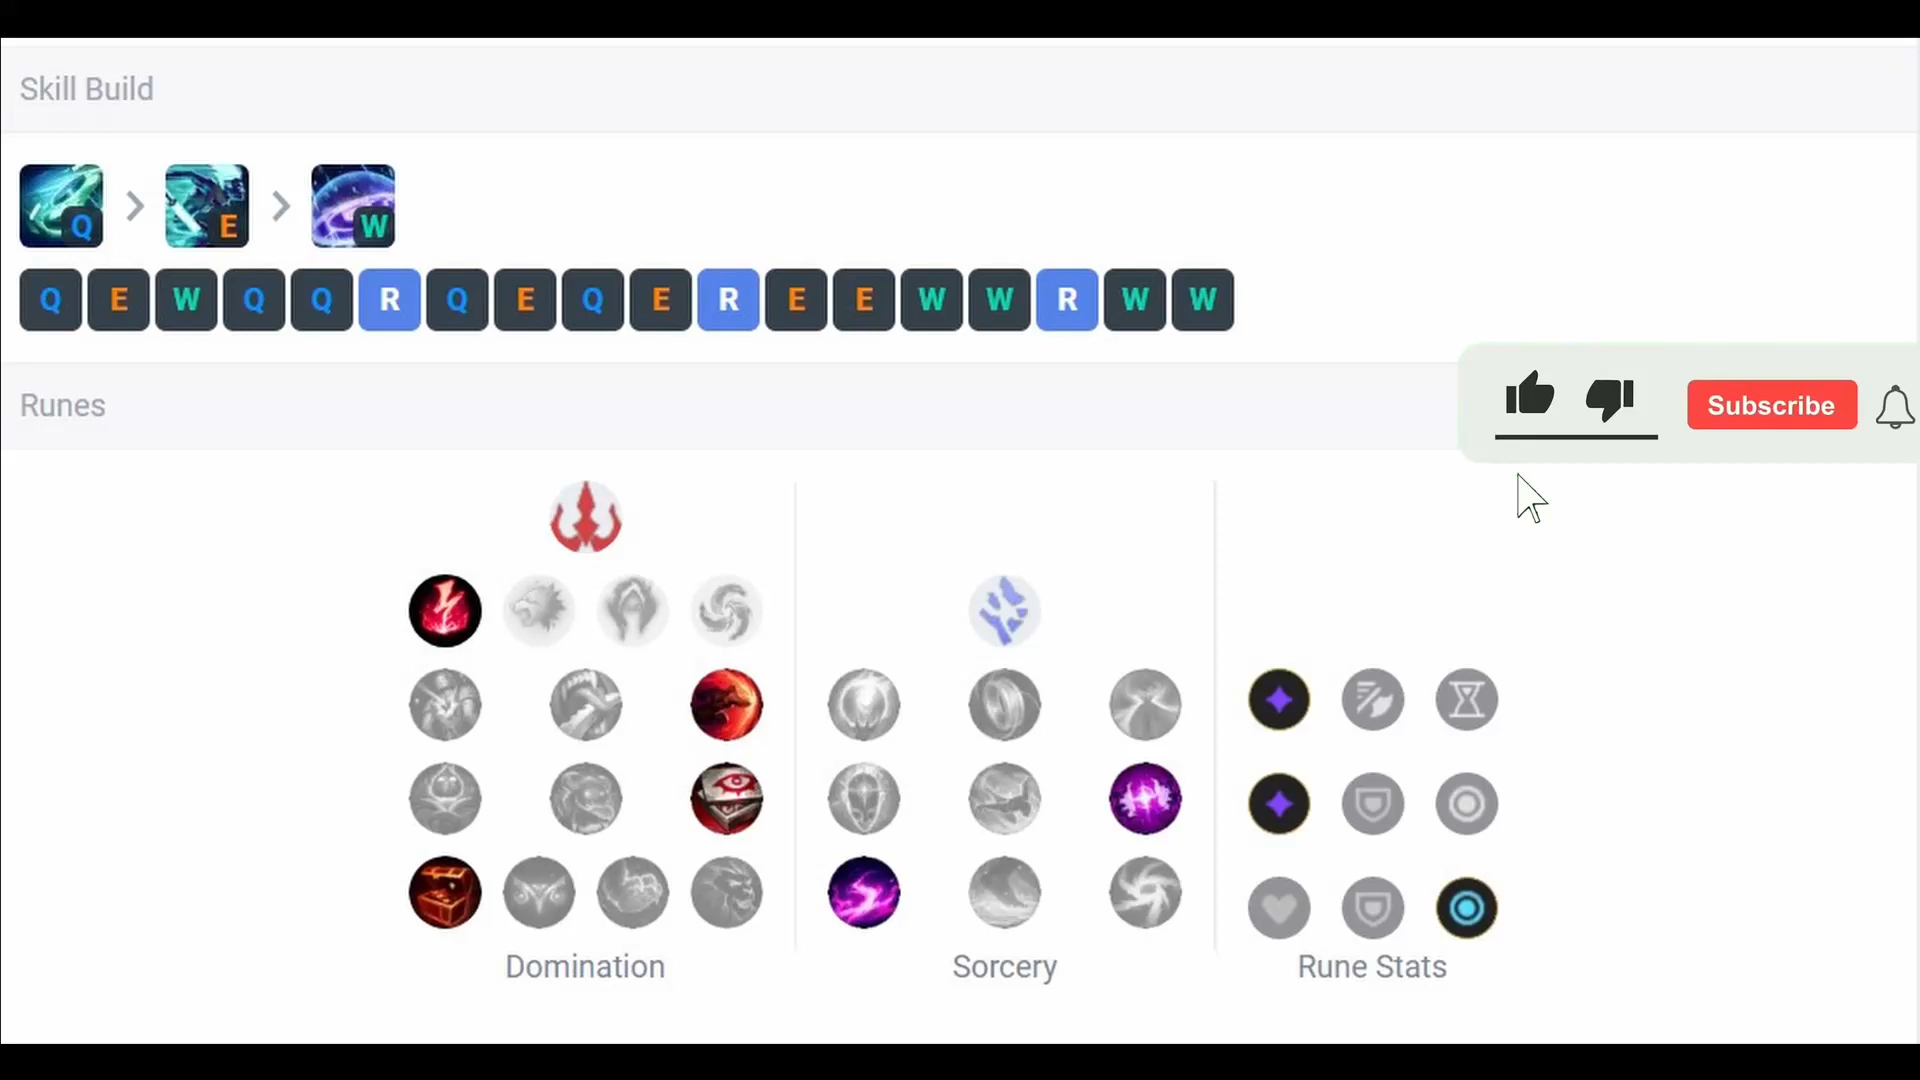 Skill Build
Q E W
Q E W Q Q R Q E Q E R E E W W R W W
Runes
Subscribe
Domination
Sorcery
Rune Stats